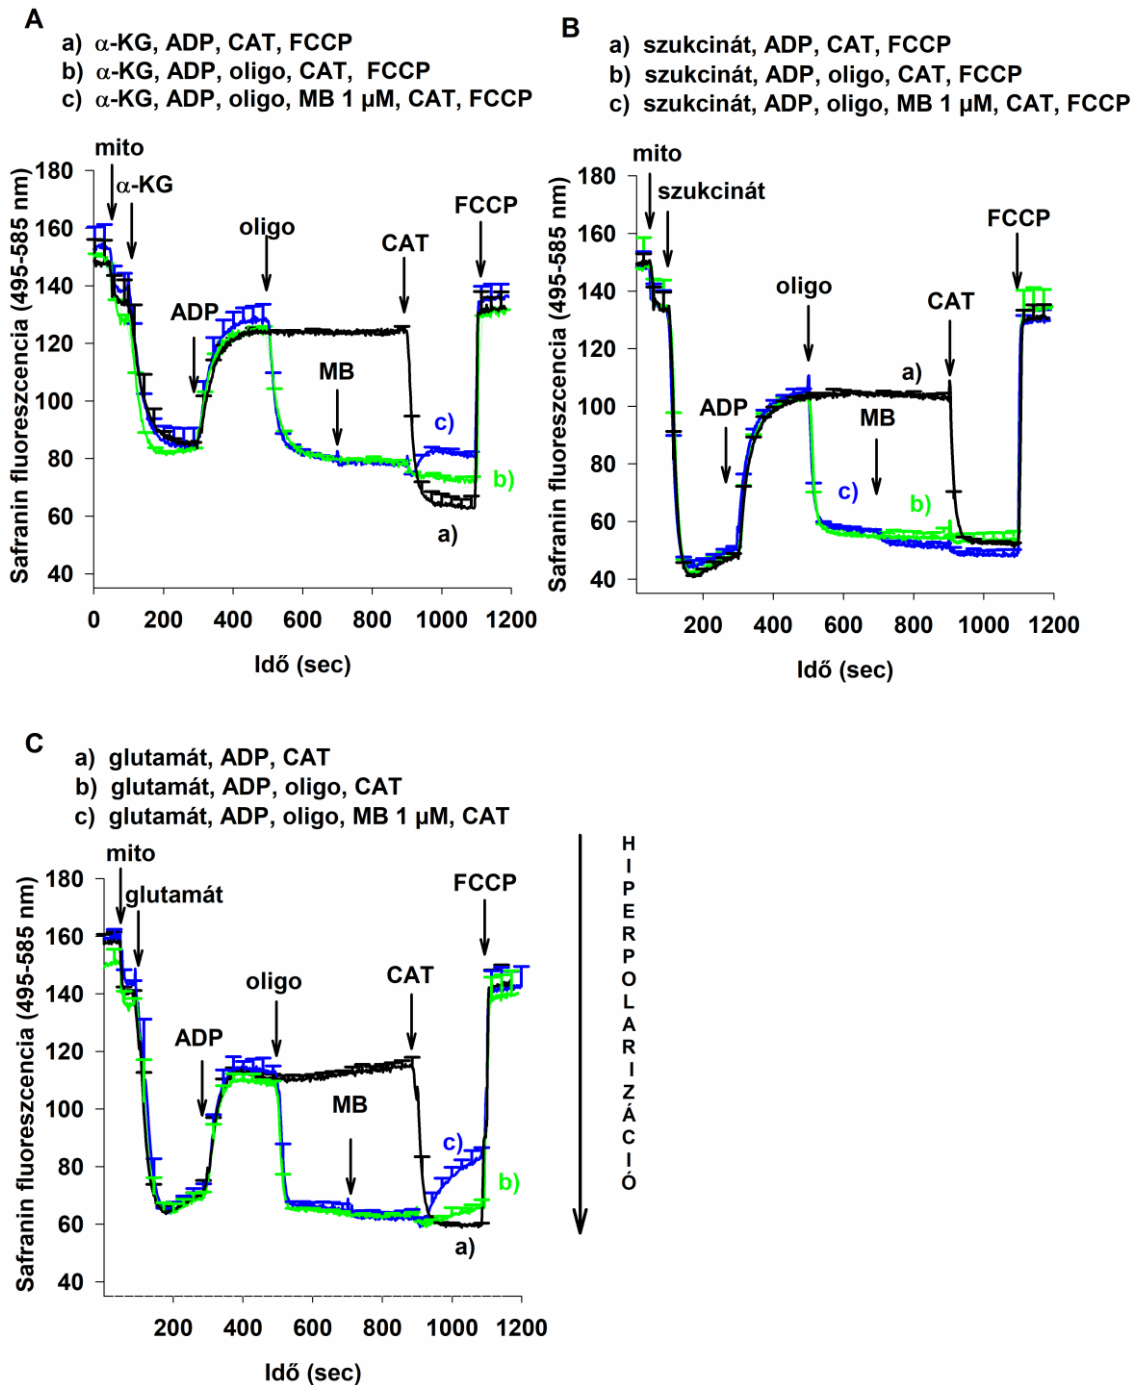 A
a) α-KG, ADP, CAT, FCCP
b) α-KG, ADP, oligo, CAT, FCCP
c) α-KG, ADP, oligo, MB 1 µM, CAT, FCCP
mito
α-KG
ADP
oligo
MB
CAT
FCCP
c)
b)
a)
Safranin fluoreszcencia (495-585 nm)
180
160
140
120
100
80
60
40
0 200 400 600 800 1000 1200
Idő (sec)
B
a) szukcinát, ADP, CAT, FCCP
b) szukcinát, ADP, oligo, CAT, FCCP
c) szukcinát, ADP, oligo, MB 1 µM, CAT, FCCP
mito
szukcinát
ADP
oligo
MB
CAT
FCCP
a)
c)
b)
Safranin fluoreszcencia (495-585 nm)
180
160
140
120
100
80
60
40
200 400 600 800 1000 1200
Idő (sec)
C
a) glutamát, ADP, CAT
b) glutamát, ADP, oligo, CAT
c) glutamát, ADP, oligo, MB 1 µM, CAT
mito
glutamát
ADP
oligo
MB
CAT
FCCP
c)
b)
a)
Safranin fluoreszcencia (495-585 nm)
180
160
140
120
100
80
60
40
200 400 600 800 1000 1200
Idő (sec)
HIPERPOLARIZÁCIÓ